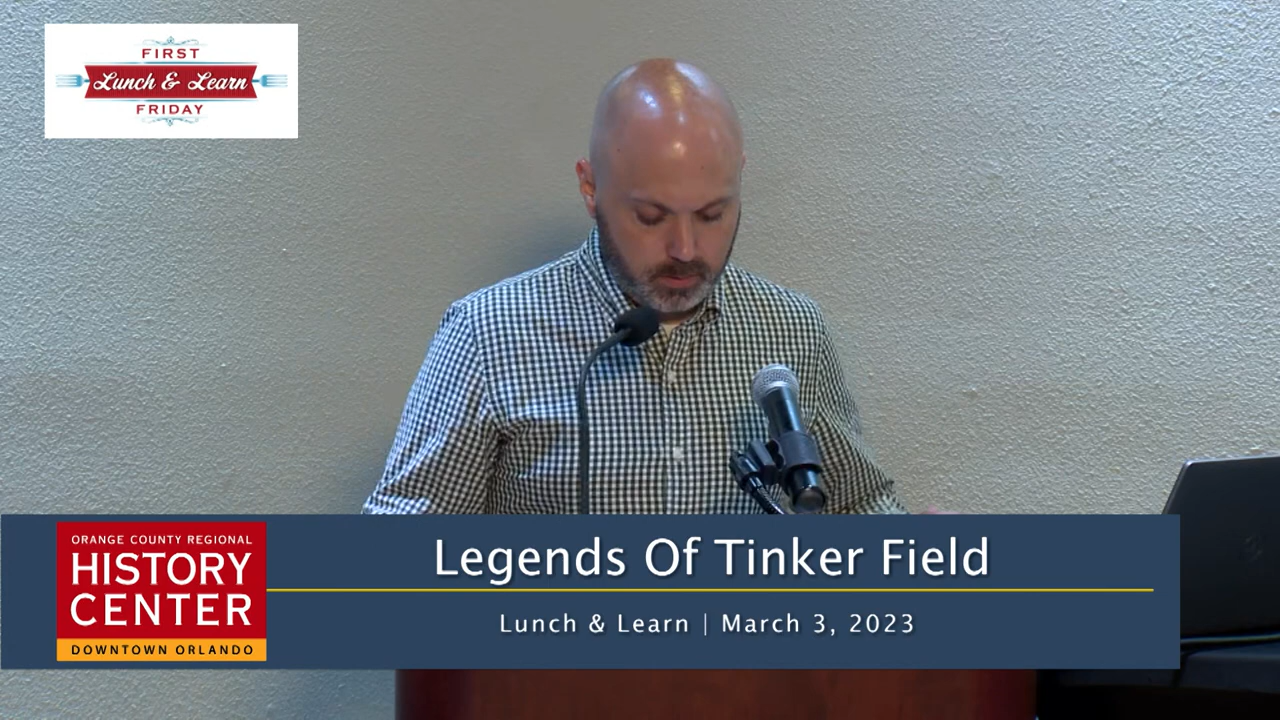 FIRST
Lunch & Learn
FRIDAY
ORANGE COUNTY REGIONAL
HISTORY
CENTER
DOWNTOWN ORLANDO
Legends Of Tinker Field
Lunch & Learn | March 3, 2023